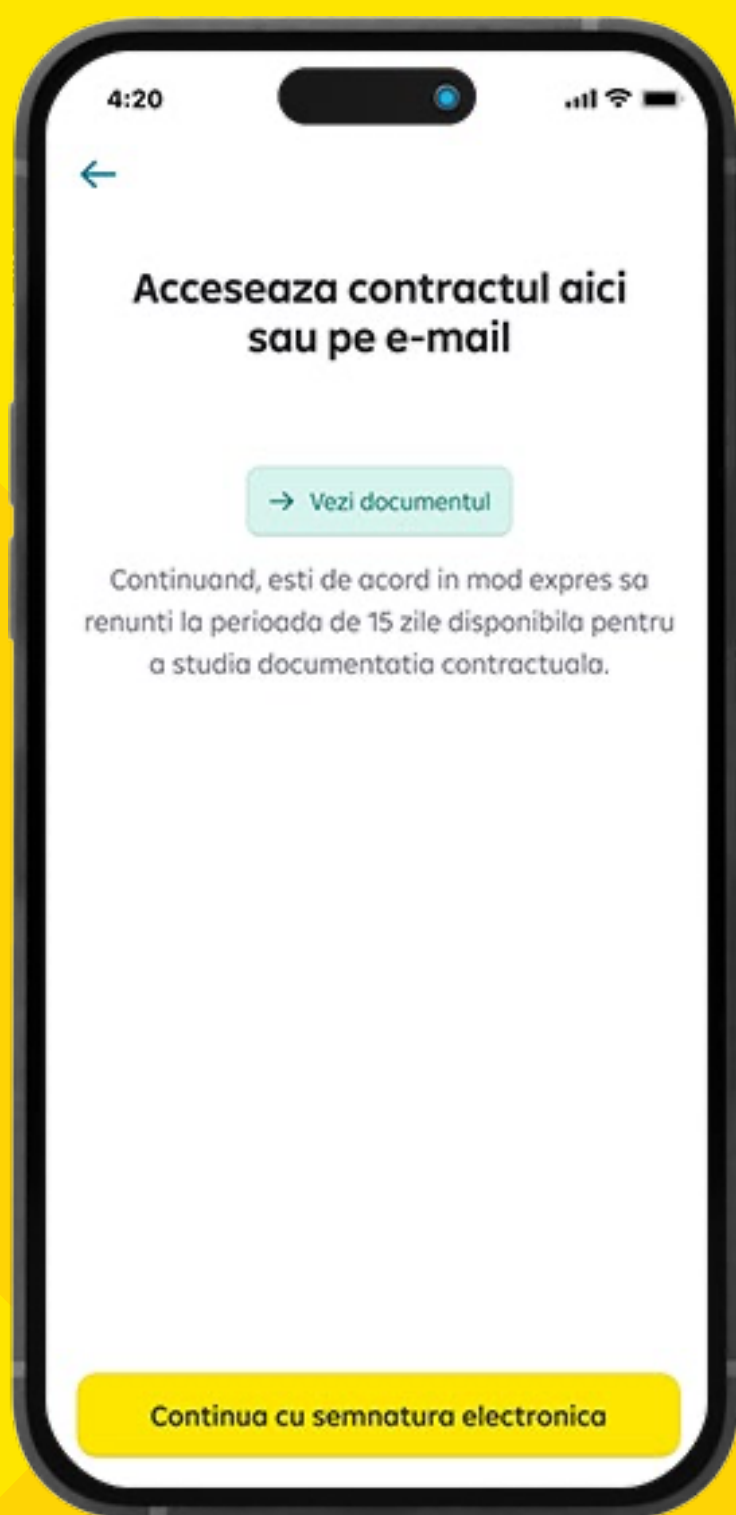 4:20
Acceseaza contractul aici
sau pe e-mail
→ Vezi documentul
Continuand, esti de acord in mod expres sa
renunti la perioada de 15 zile disponibila pentru
a studia documentatia contractuala.
Continua cu semnatura electronica